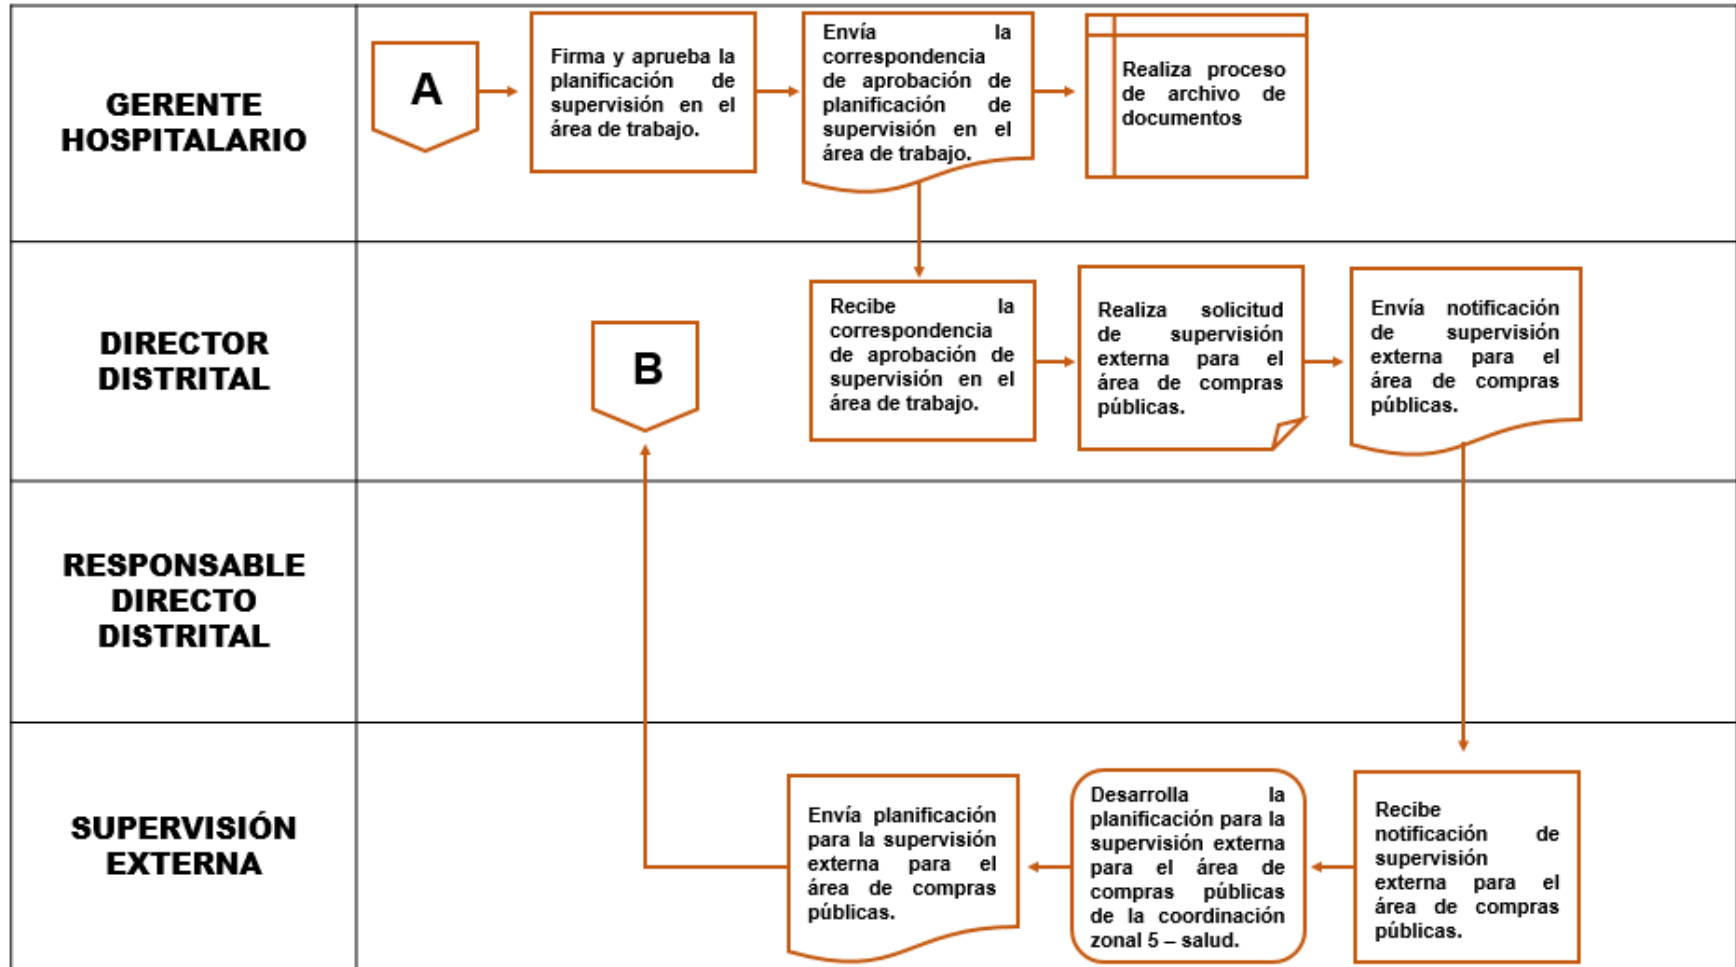 GERENTE
HOSPITALARIO
A
Firma y aprueba la
planificación de
supervisión en el
área de trabajo.
Envía la
correspondencia
de aprobación de
planificación de
supervisión en el
área de trabajo.
Realiza proceso
de archivo de
documentos
DIRECTOR
DISTRITAL
B
Recibe la
correspondencia
de aprobación de
supervisión en el
área de trabajo.
Realiza solicitud
de supervisión
externa para el
área de compras
públicas.
Envía notificación
de supervisión
externa para el
área de compras
públicas.
RESPONSABLE
DIRECTO
DISTRITAL
SUPERVISIÓN
EXTERNA
Envía planificación
para la supervisión
externa para el
área de compras
públicas.
Desarrolla la
planificación para la
supervisión externa
para el área de
compras públicas
de la coordinación
zonal 5 – salud.
Recibe
notificación de
supervisión
externa para el
área de compras
públicas.